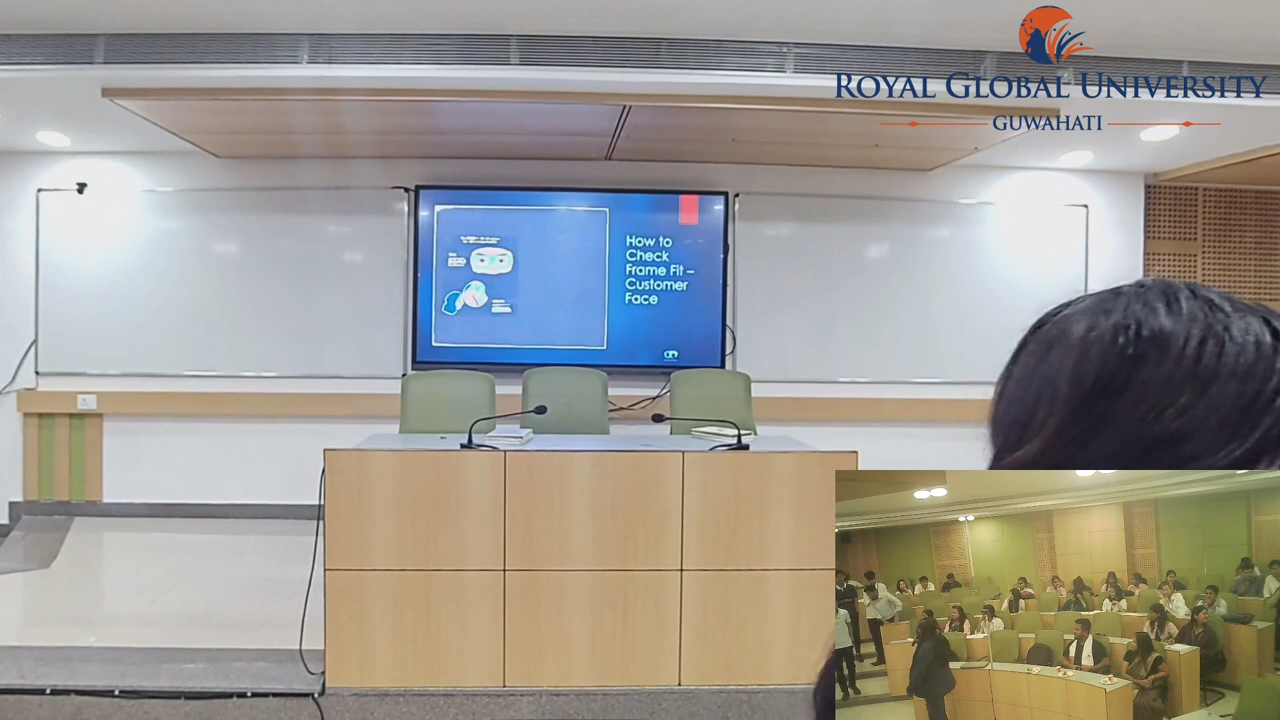 ROYAL GLOBAL UNIVERSITY
GUWAHATI
How to
Check
Frame Fit –
Customer
Face